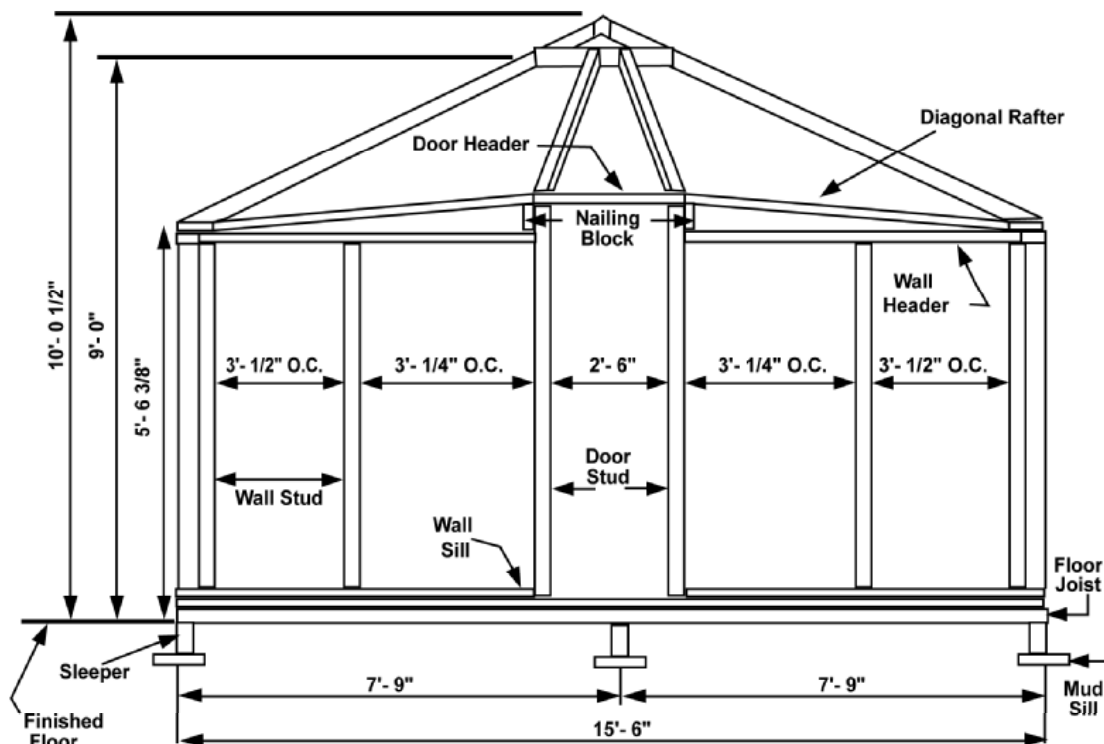 Diagonal Rafter
Door Header
Nailing
Block
Wall
Header
10'- 0 1/2"
9'- 0"
5'- 6 3/8"
3'- 1/2" O.C.
3'- 1/4" O.C.
2'- 6"
3'- 1/4" O.C.
3'- 1/2" O.C.
Wall Stud
Door
Stud
Wall
Sill
Floor
Joist
Sleeper
7'- 9"
7'- 9"
Mud
Sill
Finished
Floor
15'- 6"